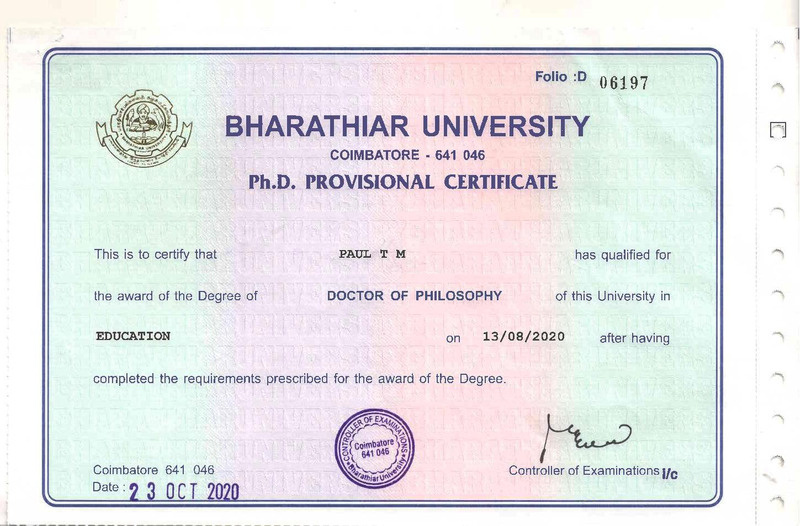 Folio :D 06197
BHARATHIAR UNIVERSITY
COIMBATORE - 641 046
Ph.D. PROVISIONAL CERTIFICATE
This is to certify that PAUL T M has qualified for
the award of the Degree of DOCTOR OF PHILOSOPHY of this University in
EDUCATION on 13/08/2020 after having
completed the requirements prescribed for the award of the Degree.
CONTROLLER OF EXAMINATIONS
Coimbatore
641 046
Bharathiar University
Coimbatore 641 046
Controller of Examinations I/c
Date : 23 OCT 2020